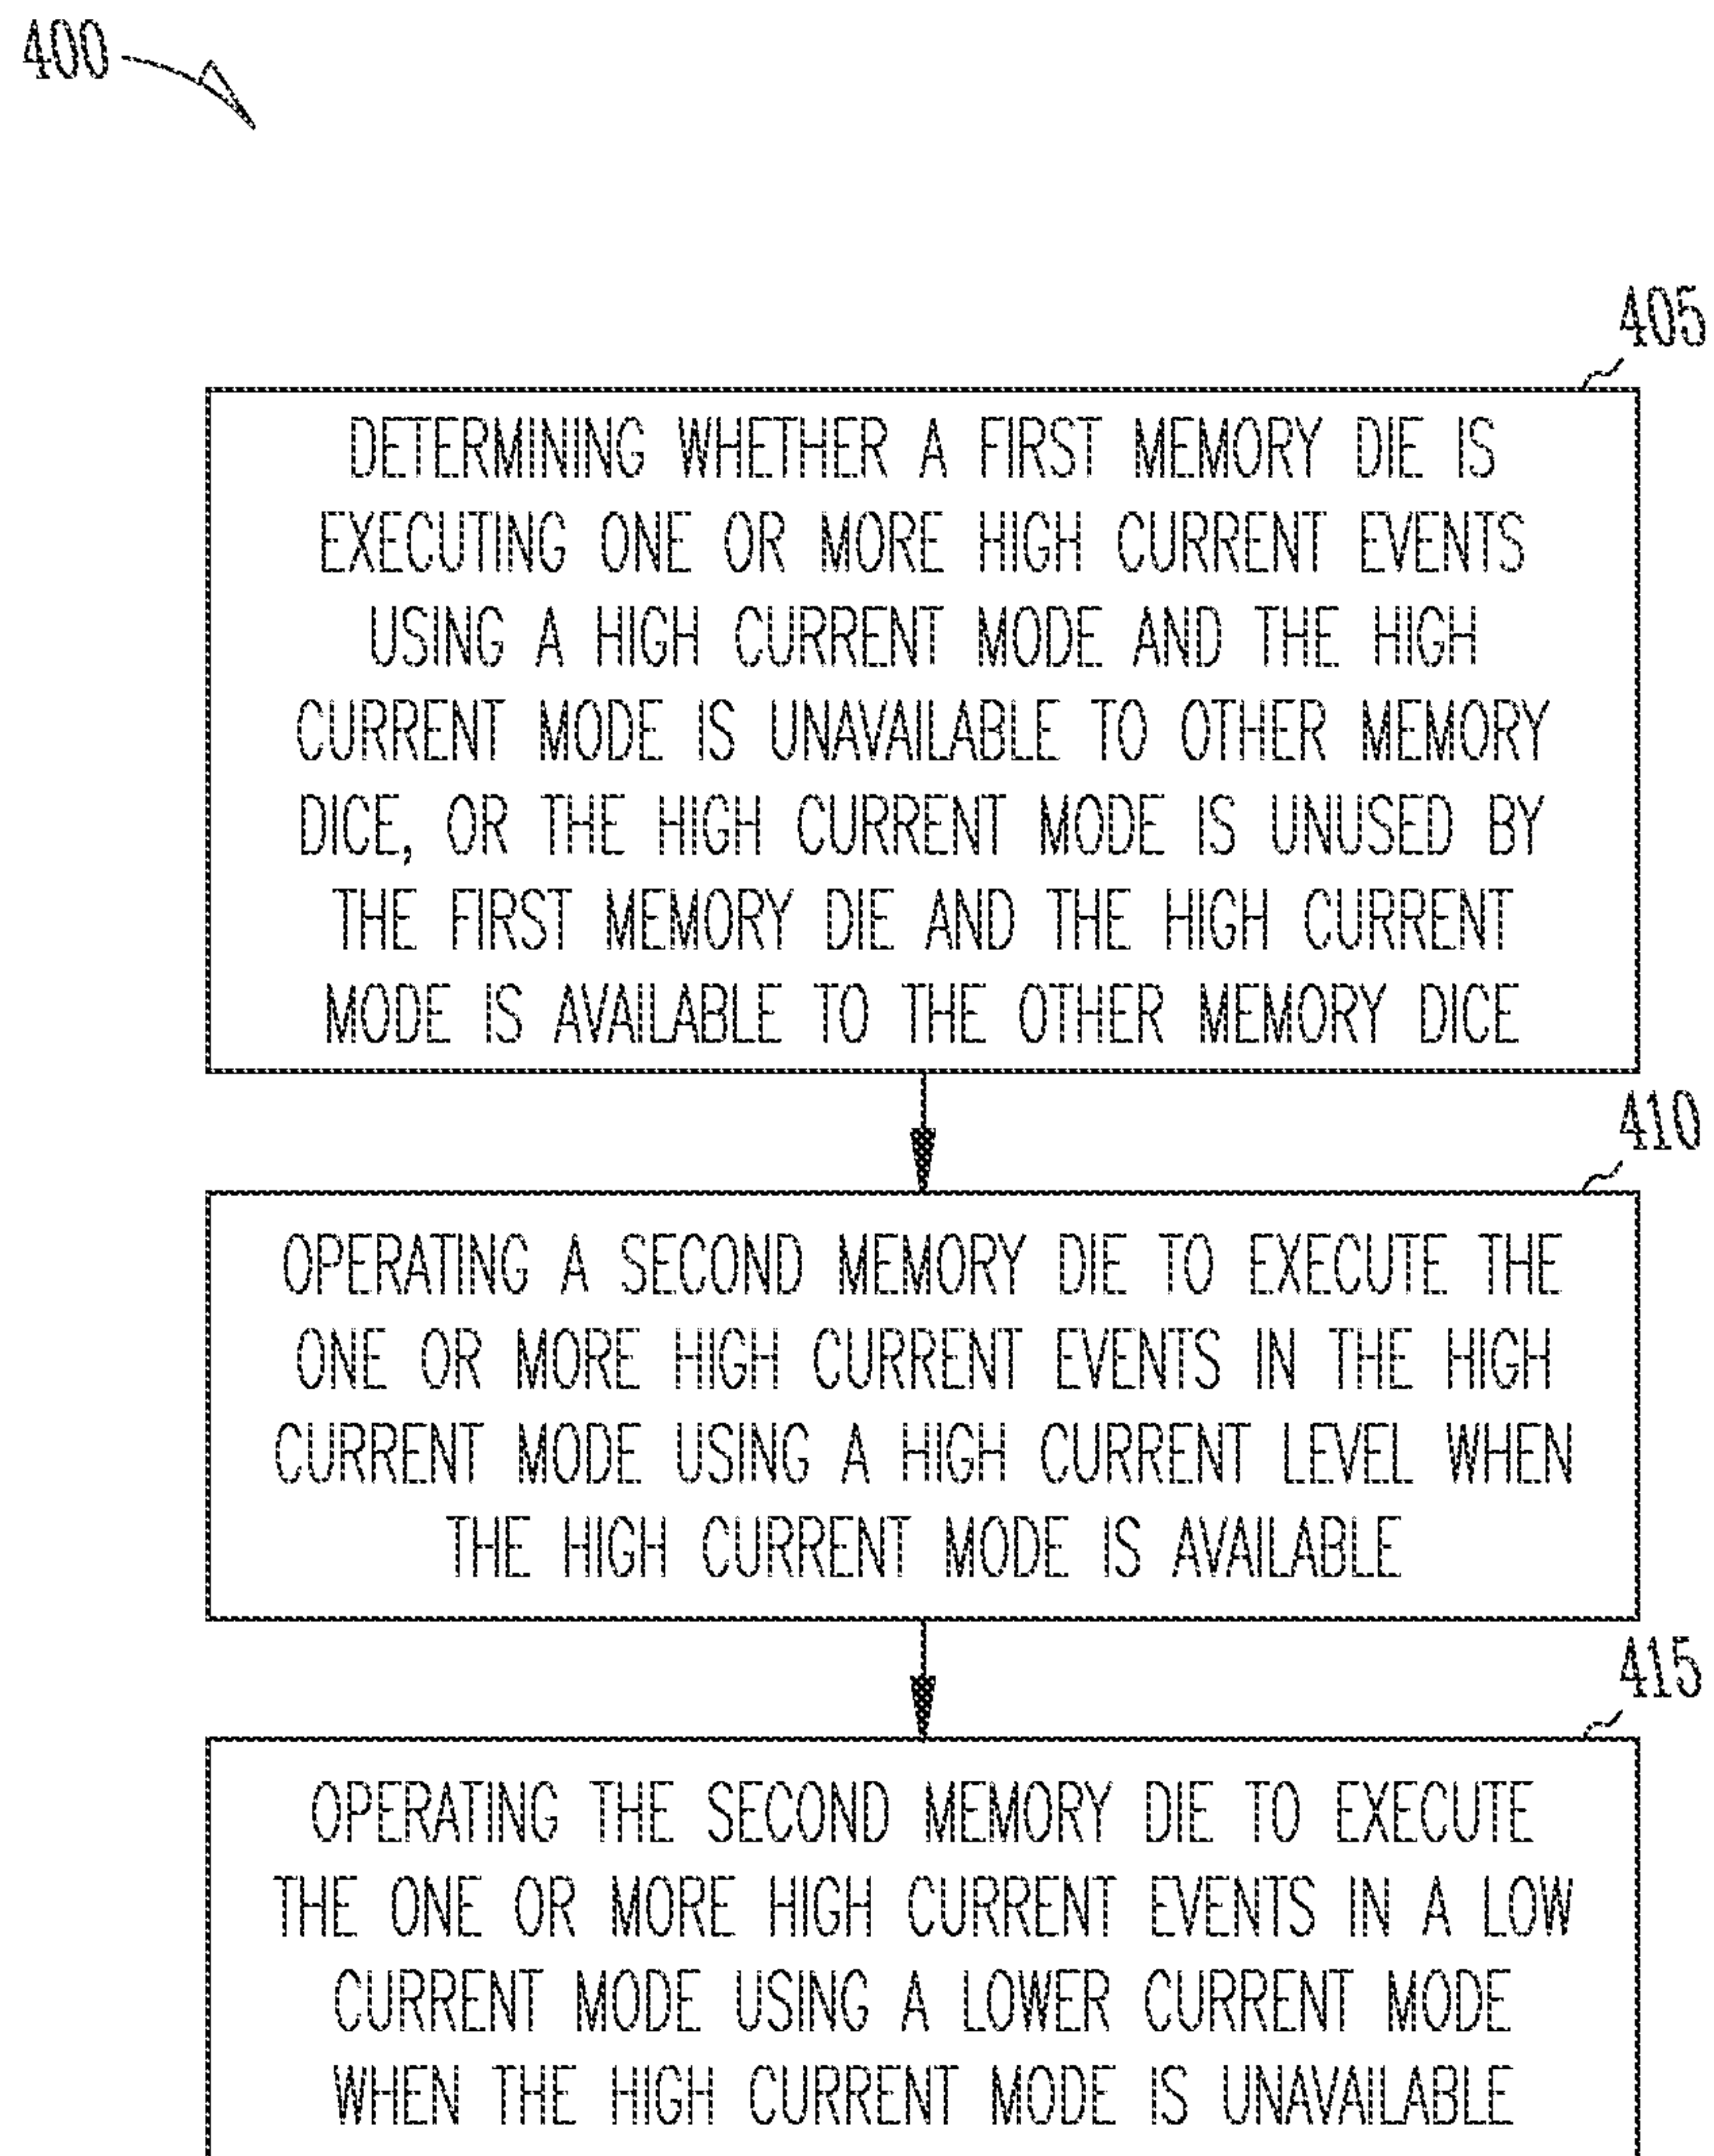 400
405
DETERMINING WHETHER A FIRST MEMORY DIE IS
EXECUTING ONE OR MORE HIGH CURRENT EVENTS
USING A HIGH CURRENT MODE AND THE HIGH
CURRENT MODE IS UNAVAILABLE TO OTHER MEMORY
DICE, OR THE HIGH CURRENT MODE IS UNUSED BY
THE FIRST MEMORY DIE AND THE HIGH CURRENT
MODE IS AVAILABLE TO THE OTHER MEMORY DICE
410
OPERATING A SECOND MEMORY DIE TO EXECUTE THE
ONE OR MORE HIGH CURRENT EVENTS IN THE HIGH
CURRENT MODE USING A HIGH CURRENT LEVEL WHEN
THE HIGH CURRENT MODE IS AVAILABLE
415
OPERATING THE SECOND MEMORY DIE TO EXECUTE
THE ONE OR MORE HIGH CURRENT EVENTS IN A LOW
CURRENT MODE USING A LOWER CURRENT MODE
WHEN THE HIGH CURRENT MODE IS UNAVAILABLE